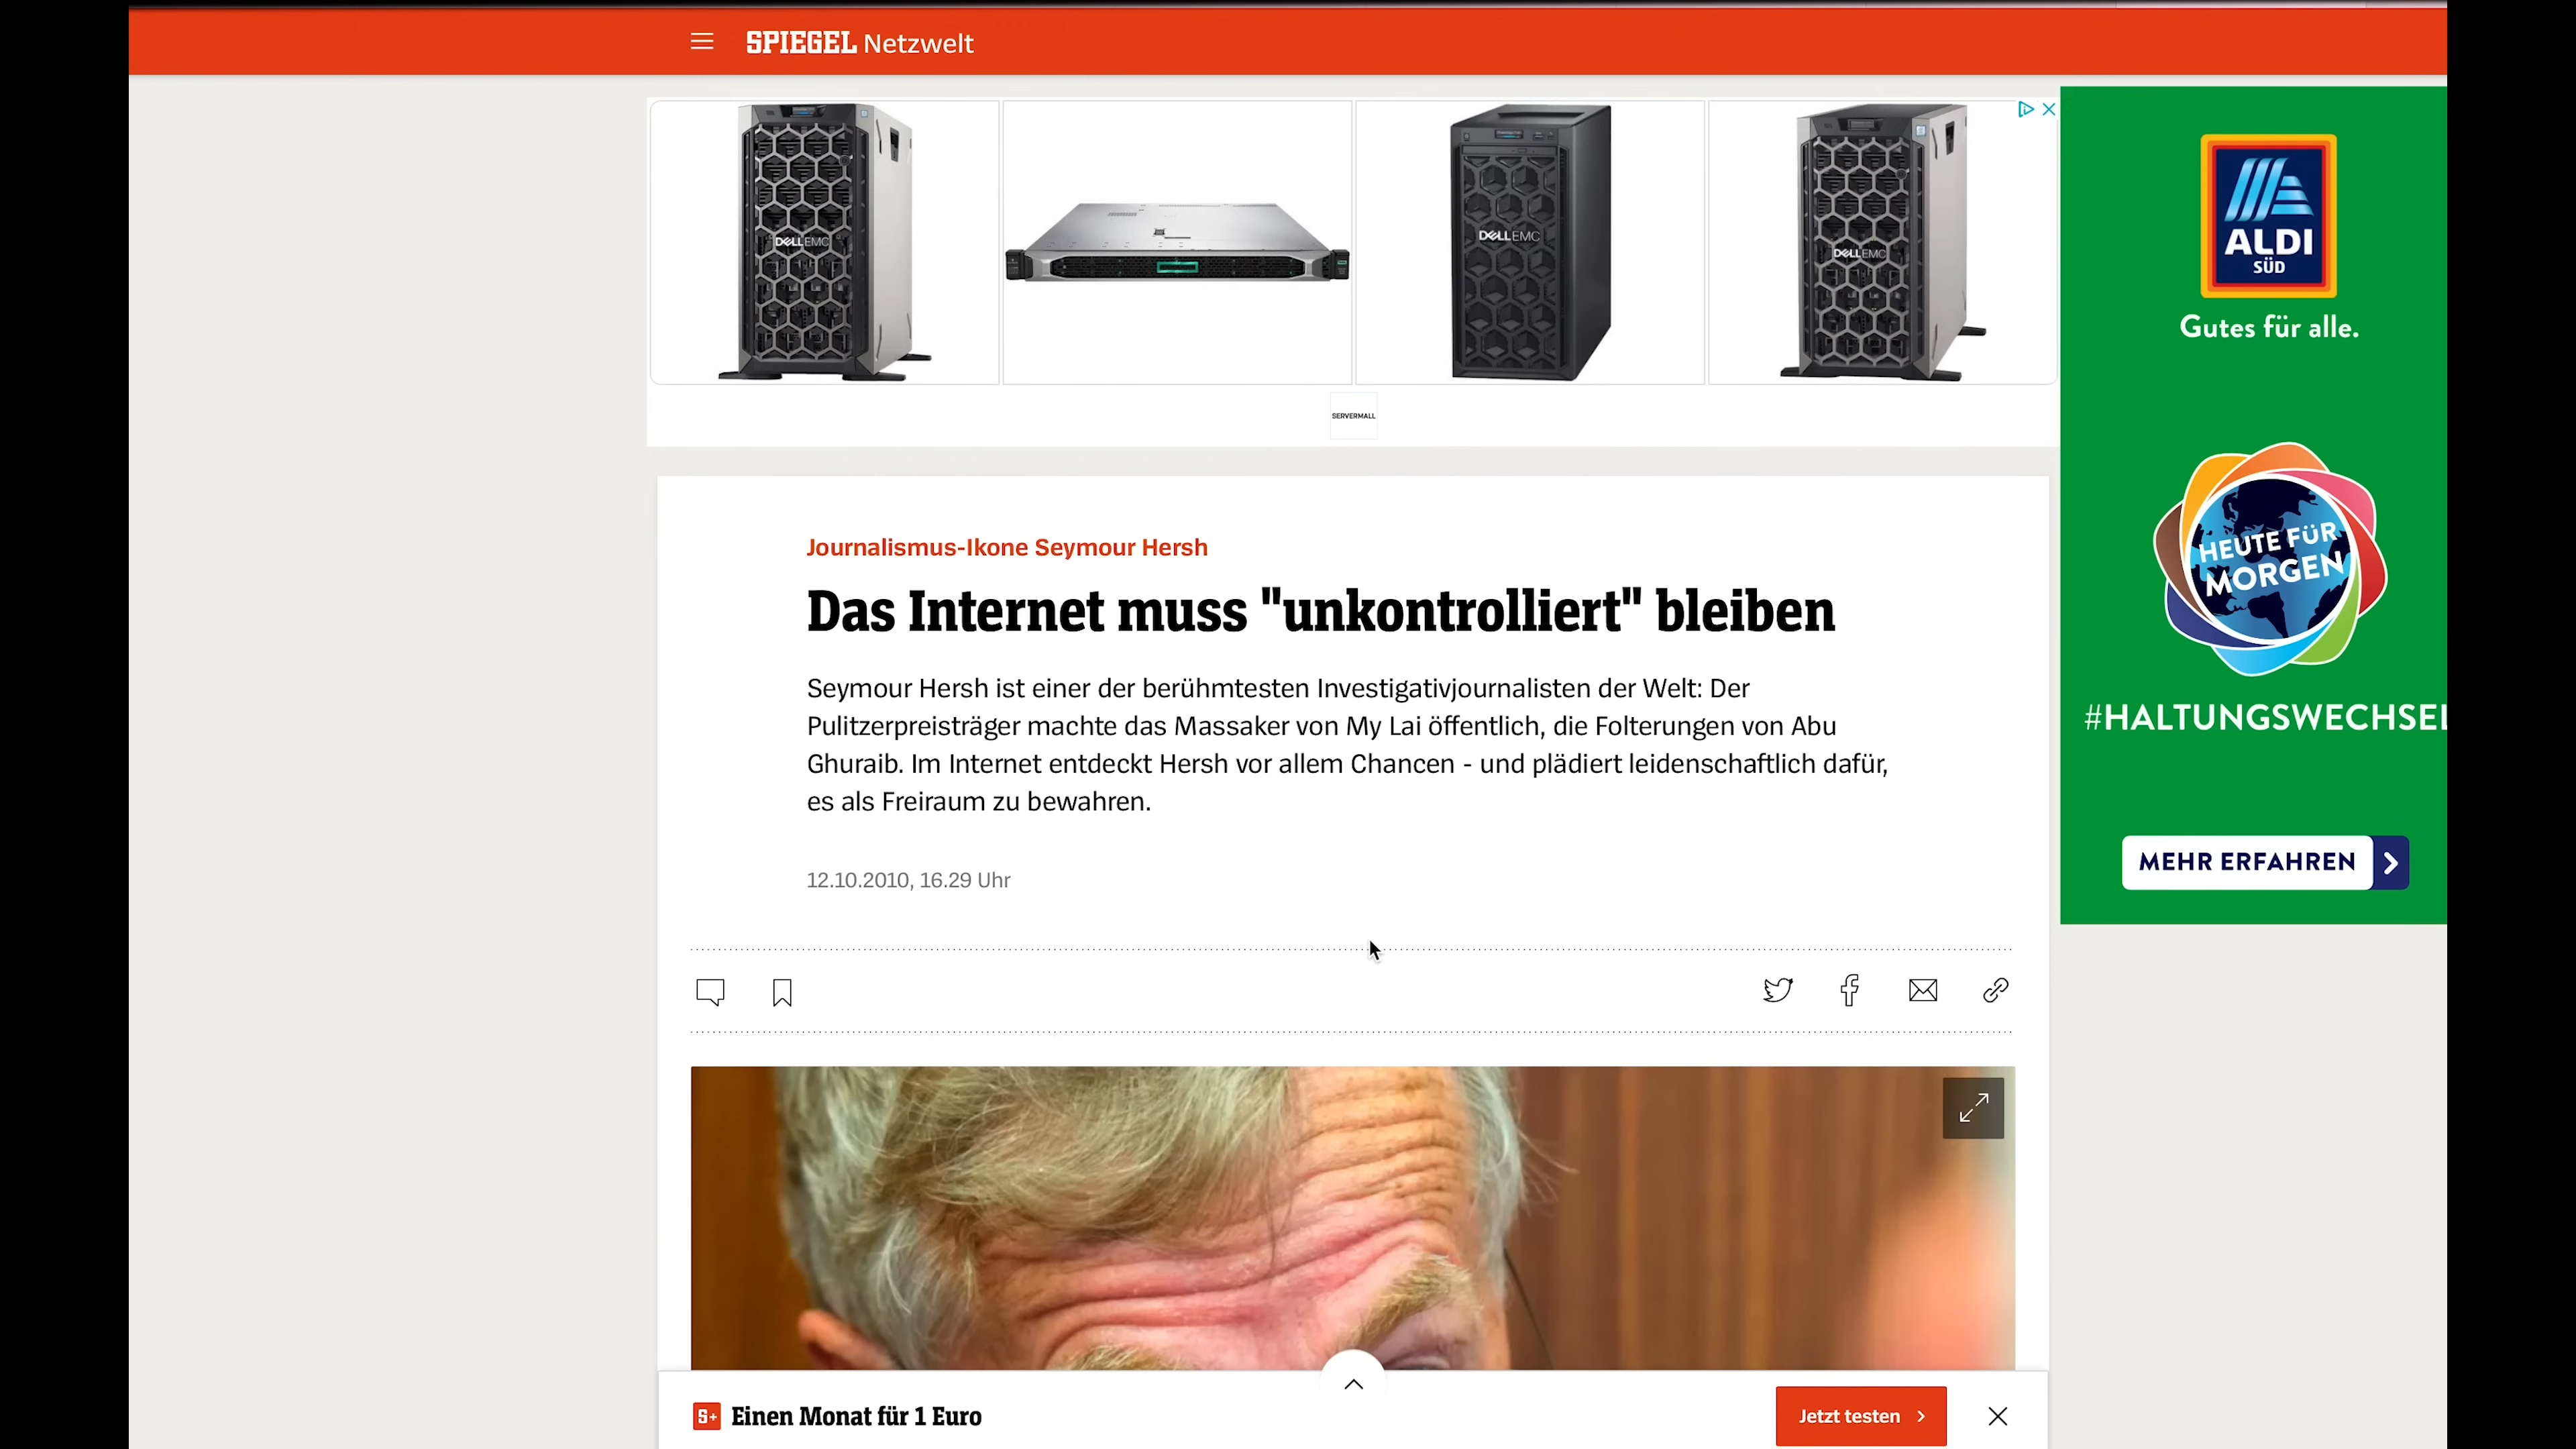 SPIEGEL Netzwelt
DELL EMC
DELL EMC
DELL EMC
SERVERMALL
ALDI
SÜD
Gutes für alle.
HEUTE FÜR
MORGEN
#HALTUNGSWECHSEL
MEHR ERFAHREN
Journalismus-Ikone Seymour Hersh
Das Internet muss "unkontrolliert" bleiben
Seymour Hersh ist einer der berühmtesten Investigativjournalisten der Welt: Der
Pulitzerpreisträger machte das Massaker von My Lai öffentlich, die Folterungen von Abu
Ghuraib. Im Internet entdeckt Hersh vor allem Chancen - und plädiert leidenschaftlich dafür,
es als Freiraum zu bewahren.
12.10.2010, 16.29 Uhr
S+ Einen Monat für 1 Euro
Jetzt testen